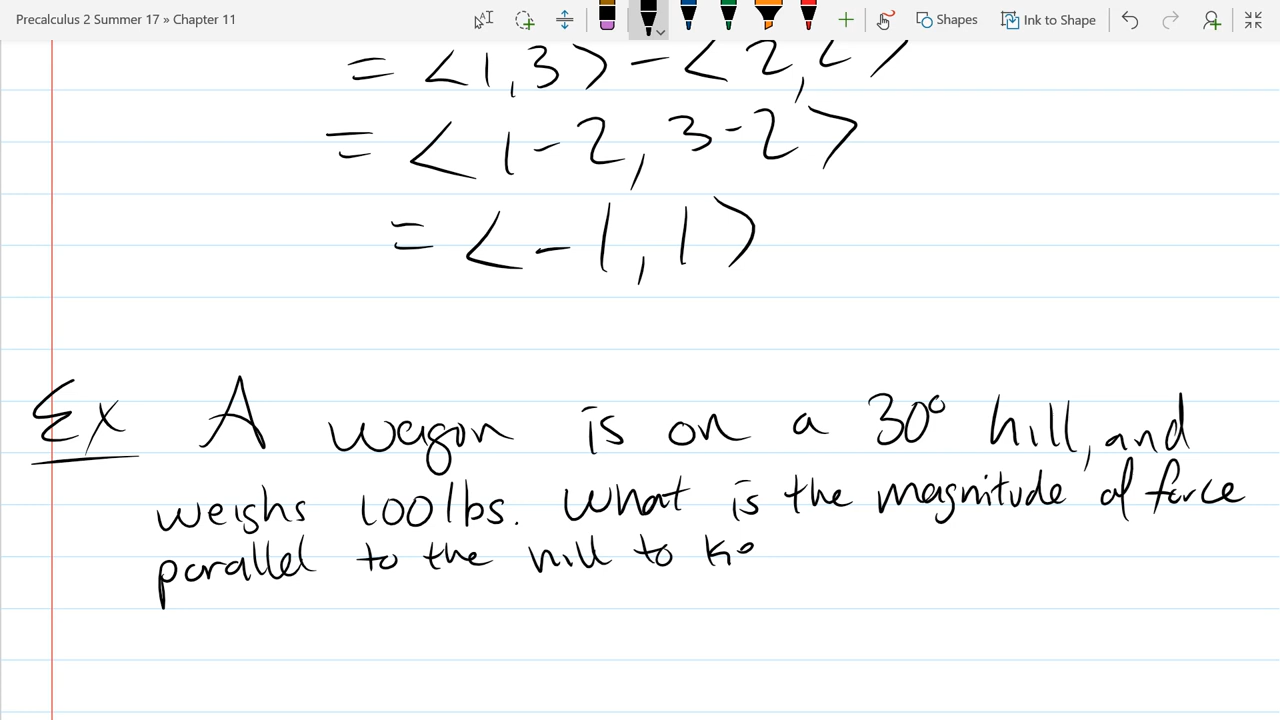 Precalculus 2 Summer 17 » Chapter 11
Shapes
Ink to Shape
= <1,3> - <2,2>
= <1-2, 3-2>
= <-1, 1>
Ex A wagon is on a 30° hill, and
weighs 100lbs. What is the magnitude of force
parallel to the hill to